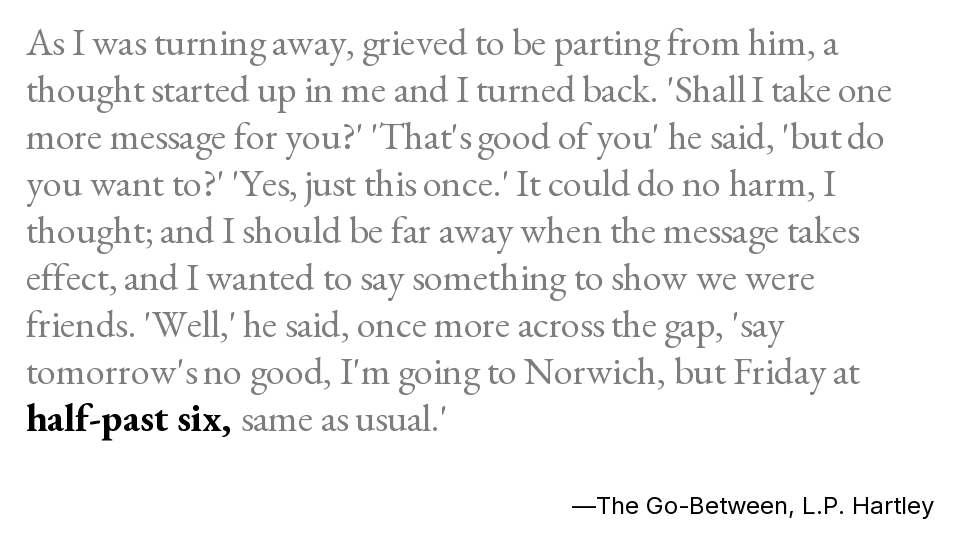 As I was turning away, grieved to be parting from him, a
thought started up in me and I turned back. 'Shall I take one
more message for you?' 'That's good of you' he said, 'but do
you want to?' 'Yes, just this once.' It could do no harm, I
thought; and I should be far away when the message takes
effect, and I wanted to say something to show we were
friends. 'Well,' he said, once more across the gap, 'say
tomorrow's no good, I'm going to Norwich, but Friday at
half-past six, same as usual.'
—The Go-Between, L.P. Hartley